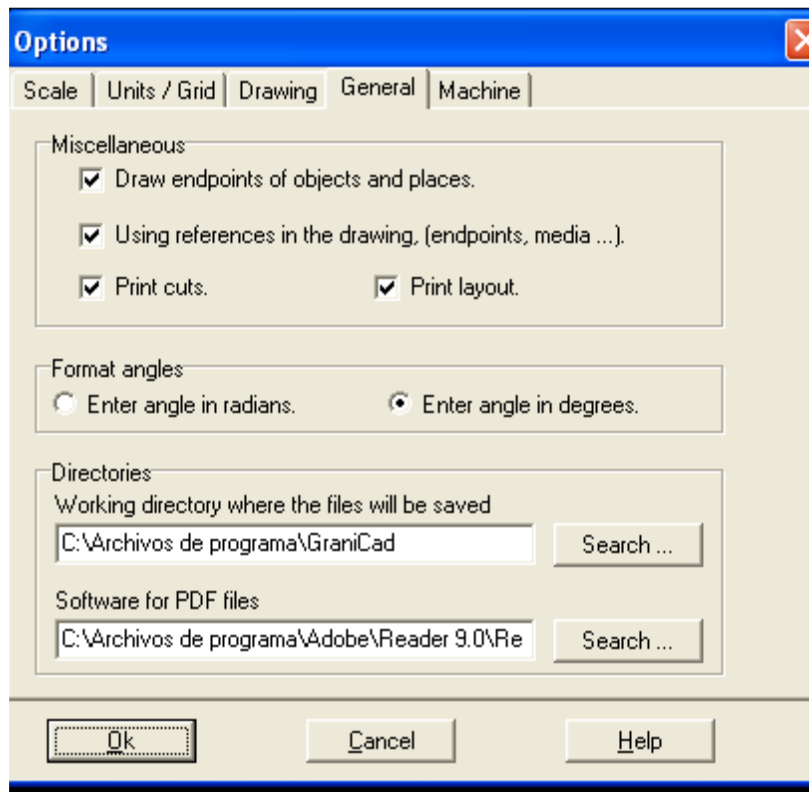 Options
Scale Units / Grid Drawing General Machine
Miscellaneous
Draw endpoints of objects and places.
Using references in the drawing, (endpoints, media ...).
Print cuts. Print layout.
Format angles
Enter angle in radians. Enter angle in degrees.
Directories
Working directory where the files will be saved
C:\Archivos de programa\GraniCad Search ...
Software for PDF files
C:\Archivos de programa\Adobe\Reader 9.0\Re Search ...
Ok Cancel Help